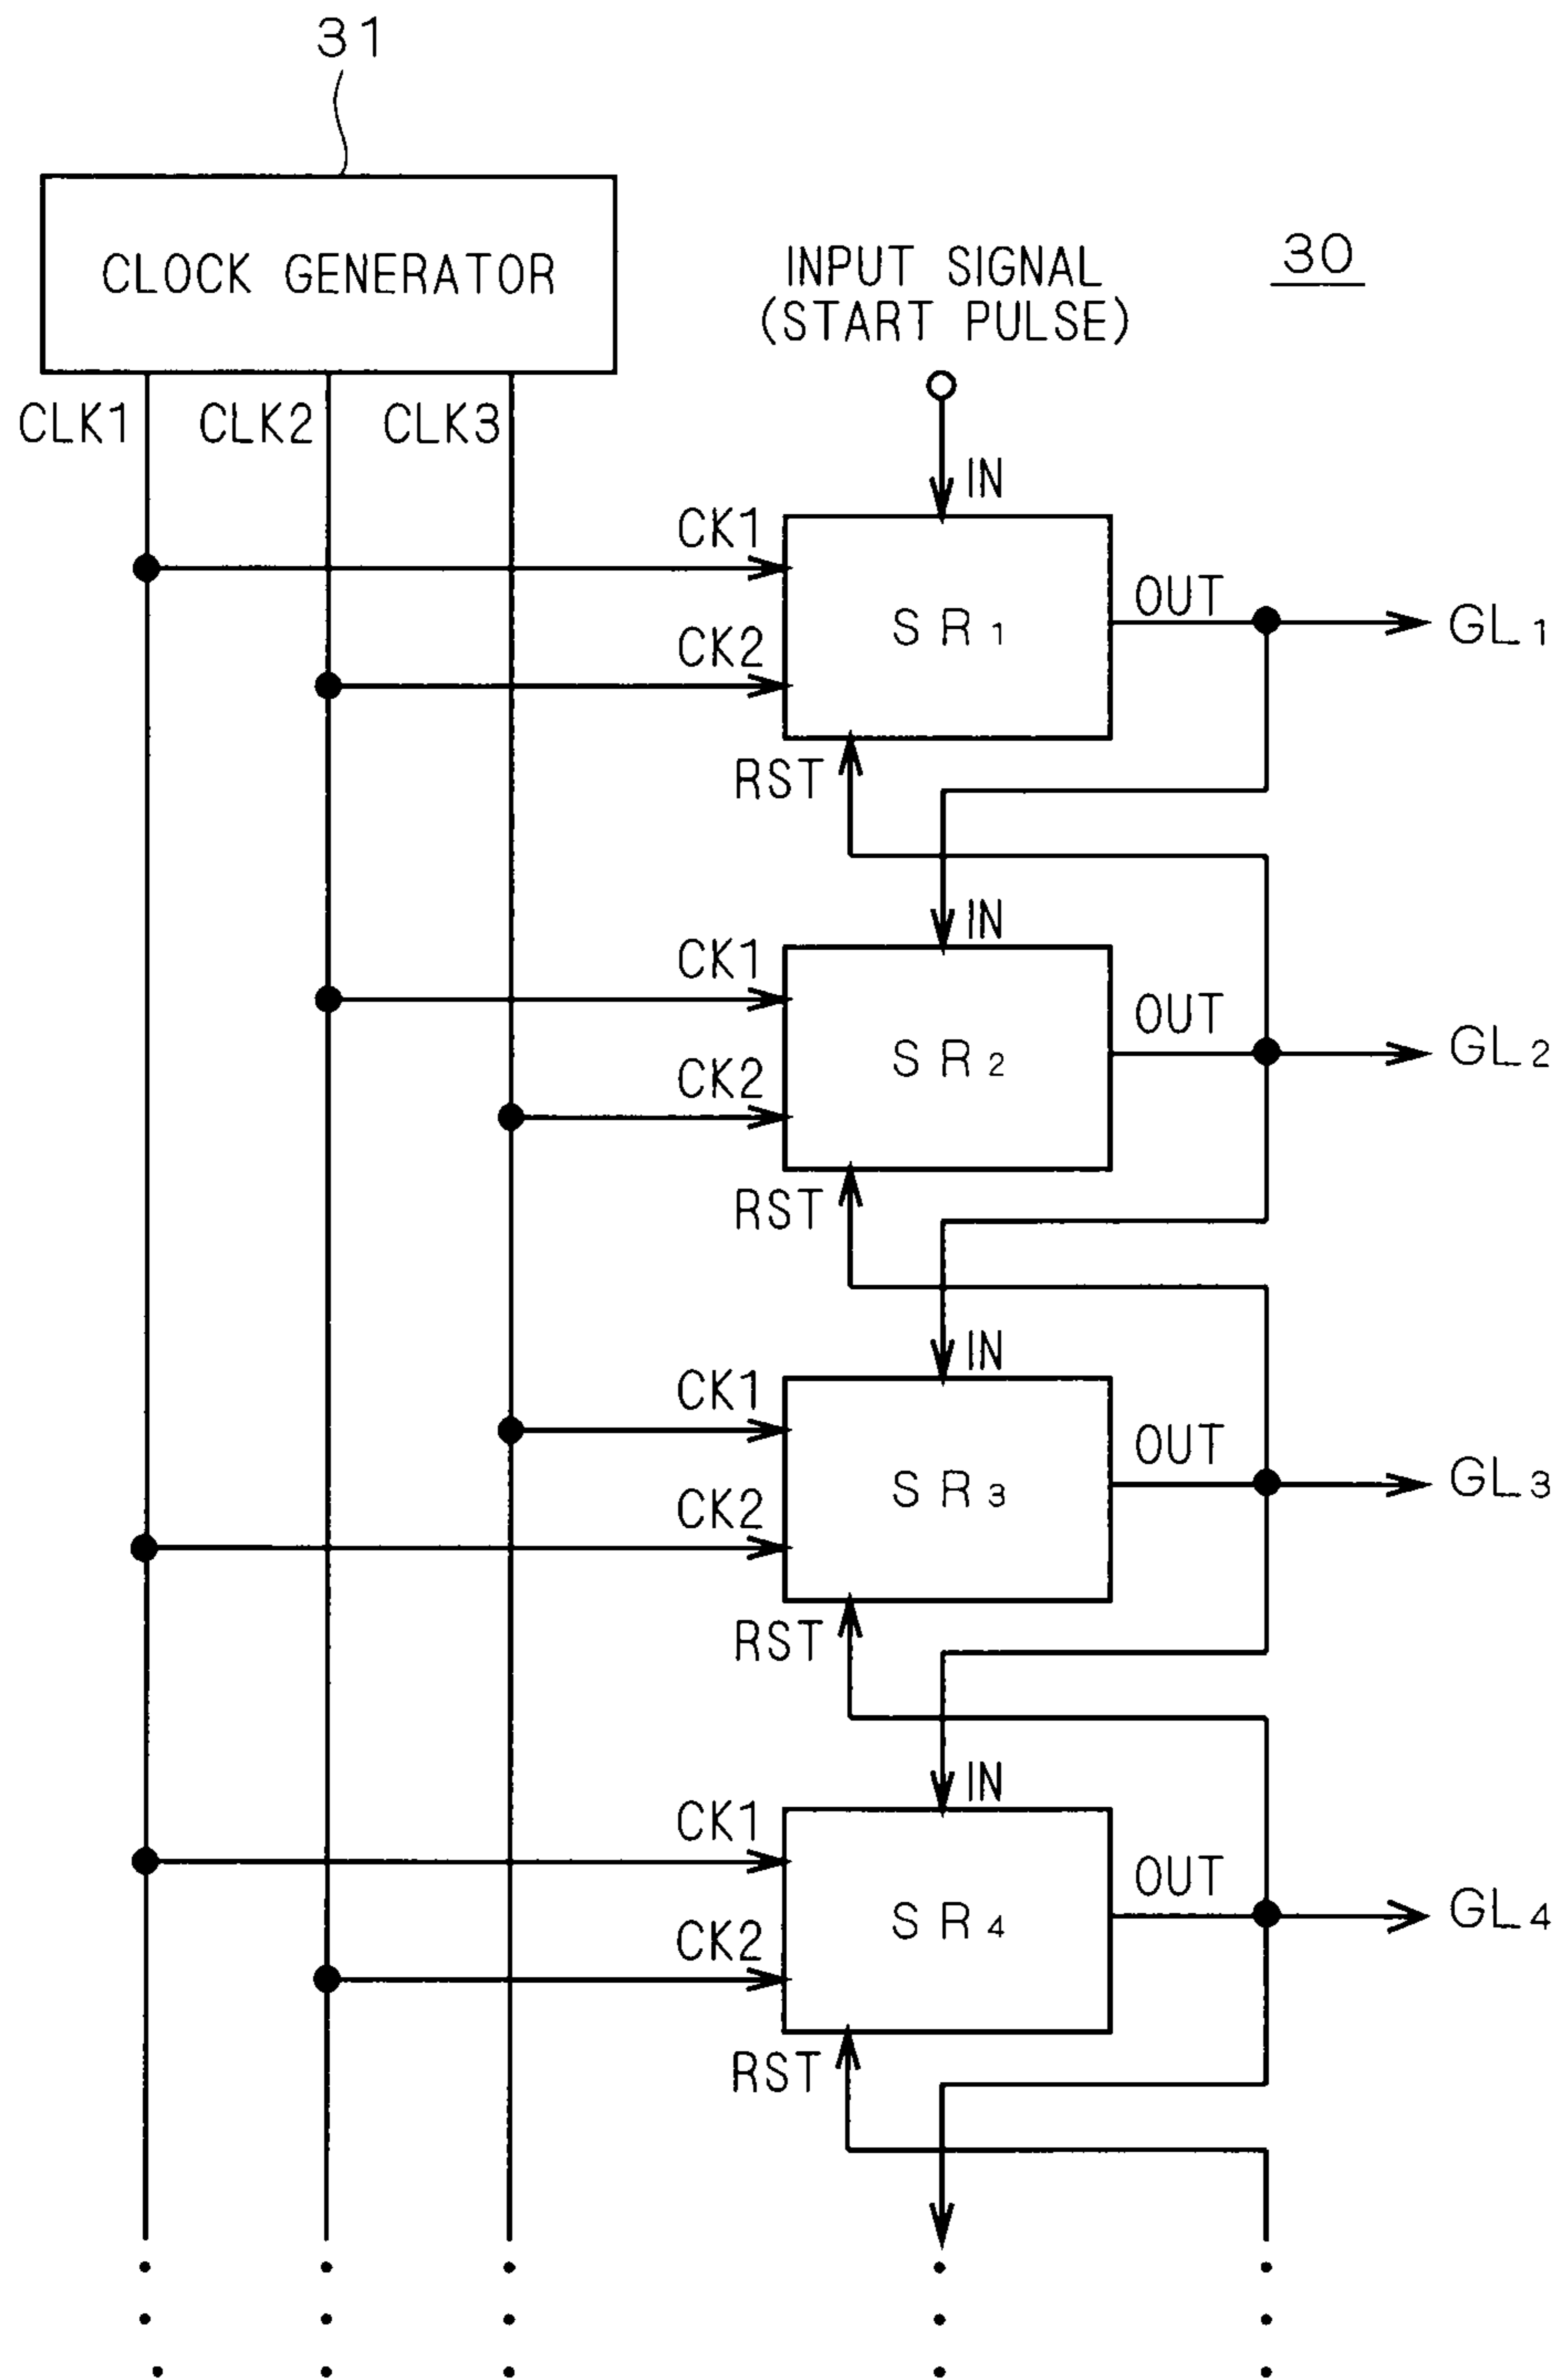 31
CLOCK GENERATOR
INPUT SIGNAL
(START PULSE)
30
CLK1
CLK2
CLK3
IN
CK1
CK2
SR1
OUT
GL1
RST
IN
CK1
CK2
SR2
OUT
GL2
RST
IN
CK1
CK2
SR3
OUT
GL3
RST
IN
CK1
CK2
SR4
OUT
GL4
RST